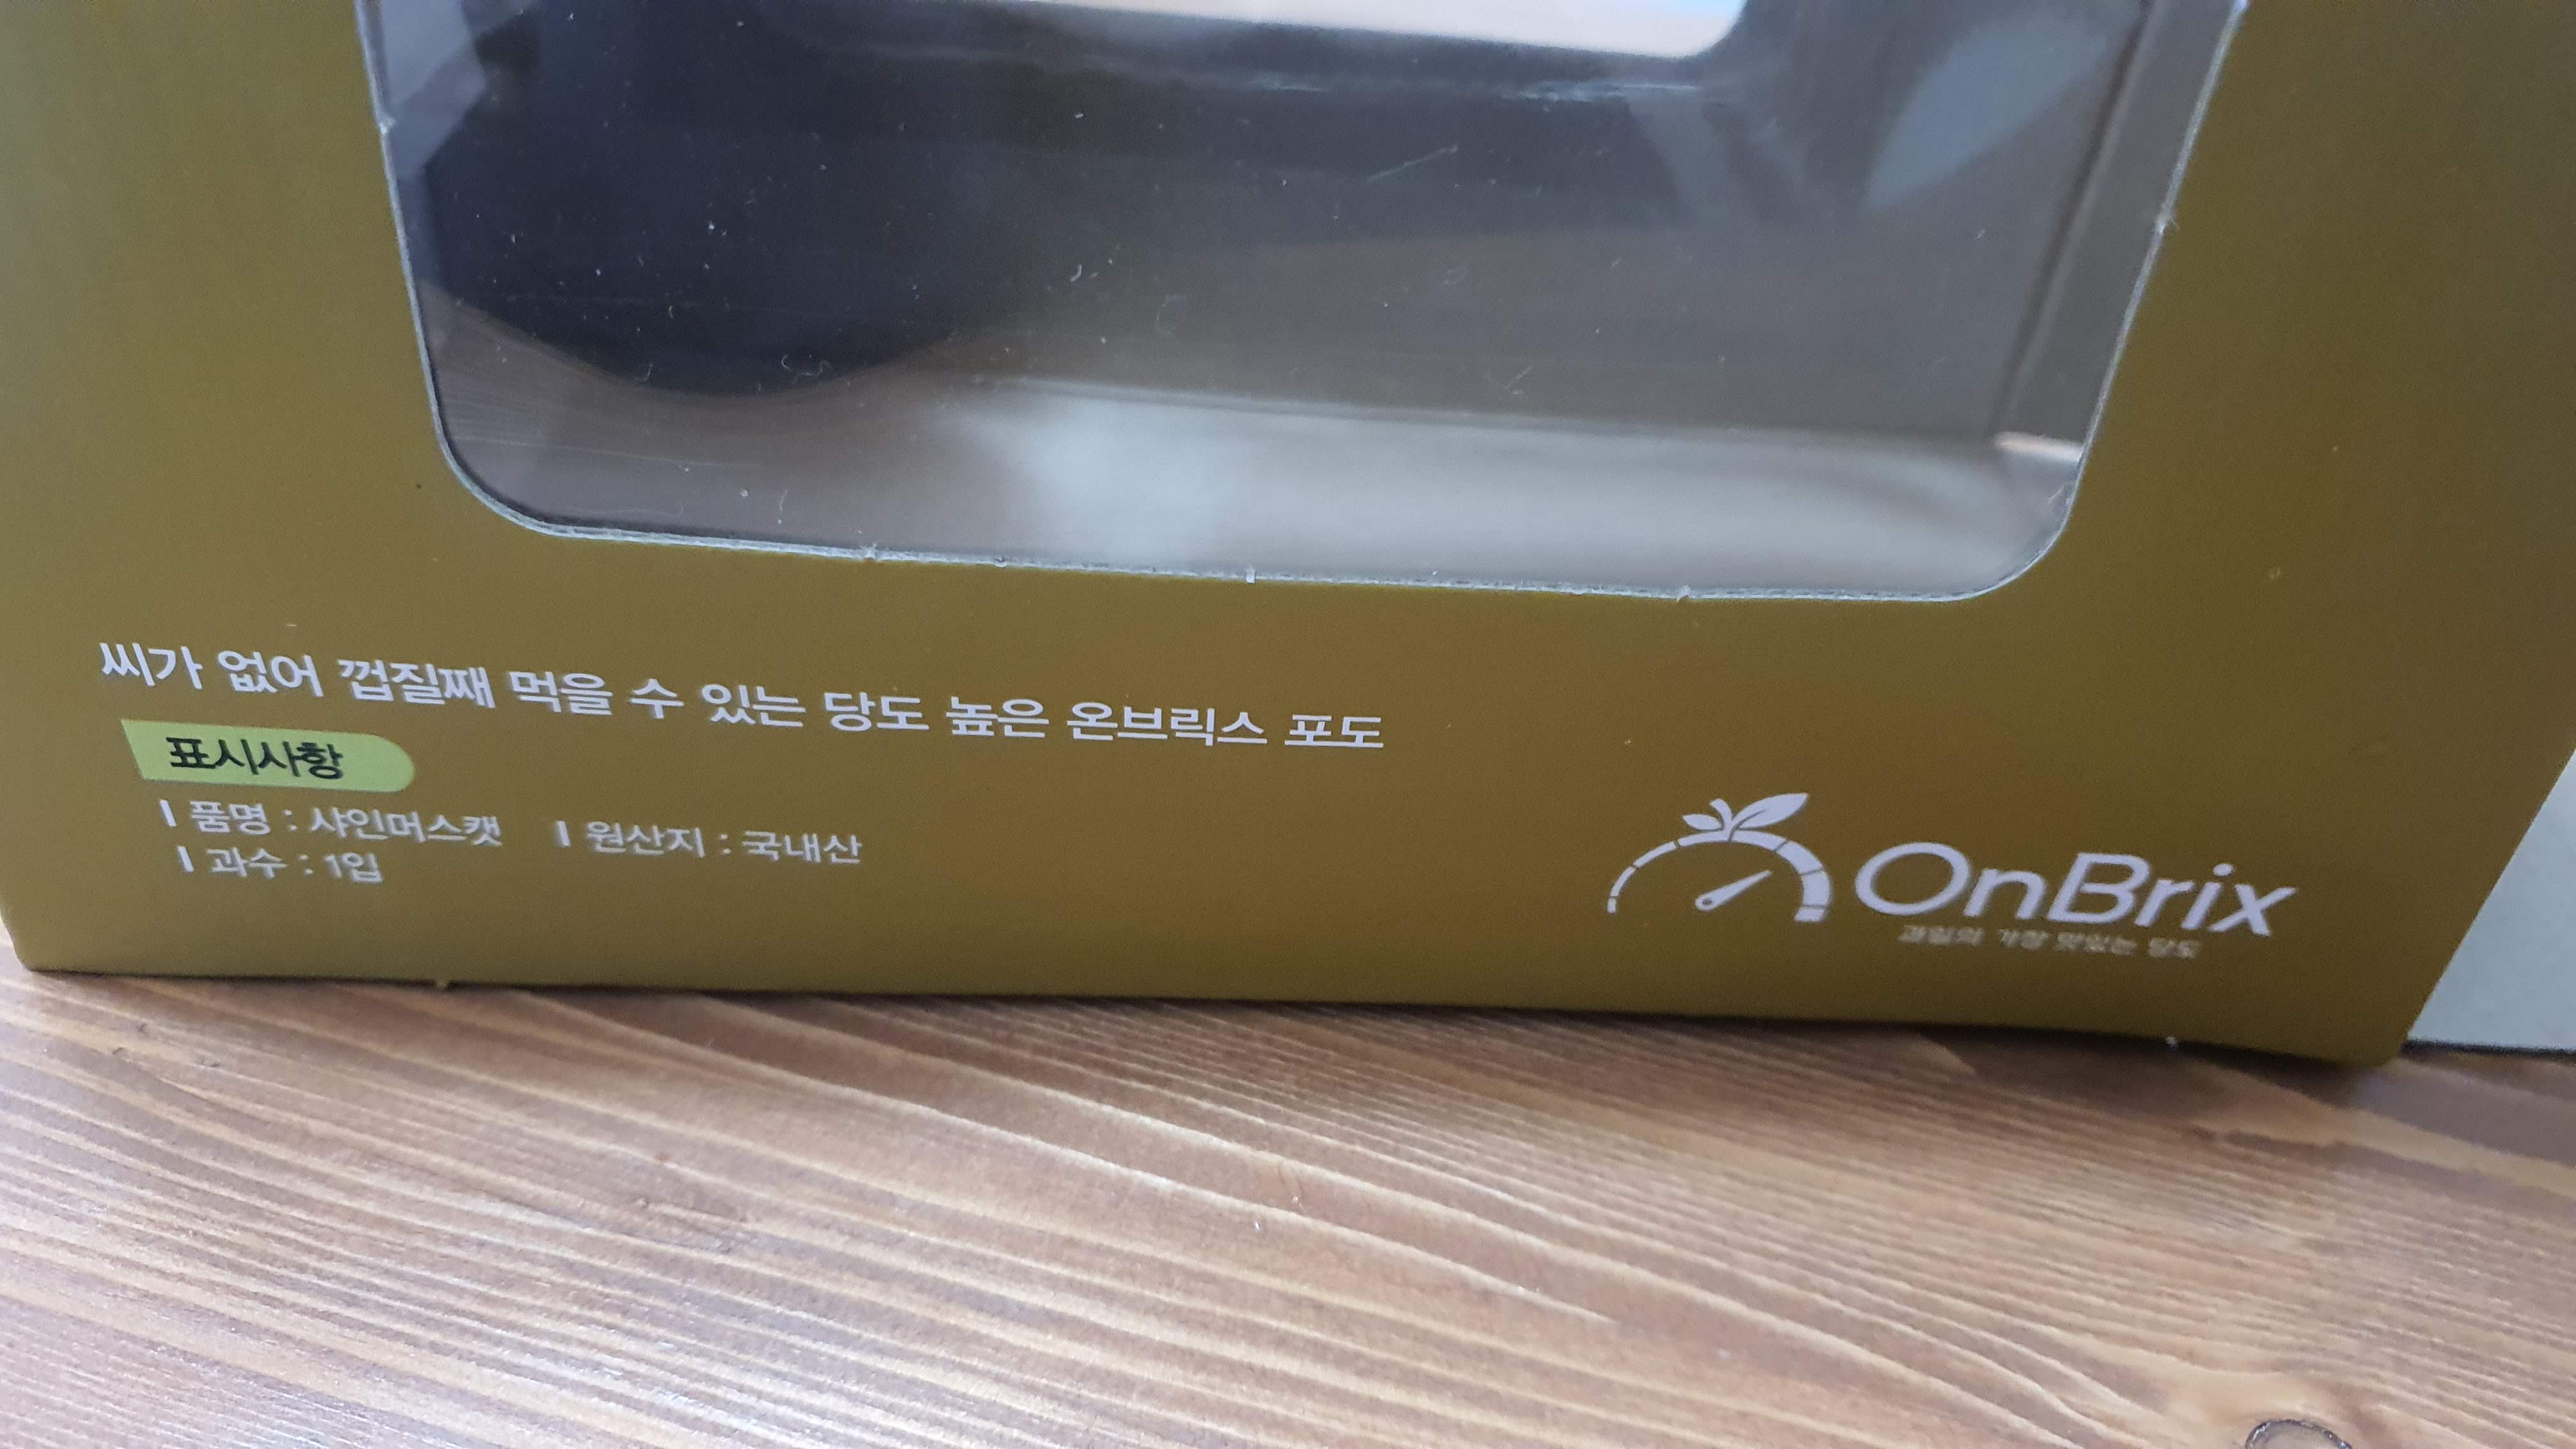 씨가 없어 껍질째 먹을 수 있는 당도 높은 온브릭스 포도
표시사항
품명 : 샤인머스캣 원산지 : 국내산
과수 : 1입
OnBrix
과일의 가장 맛있는 당도